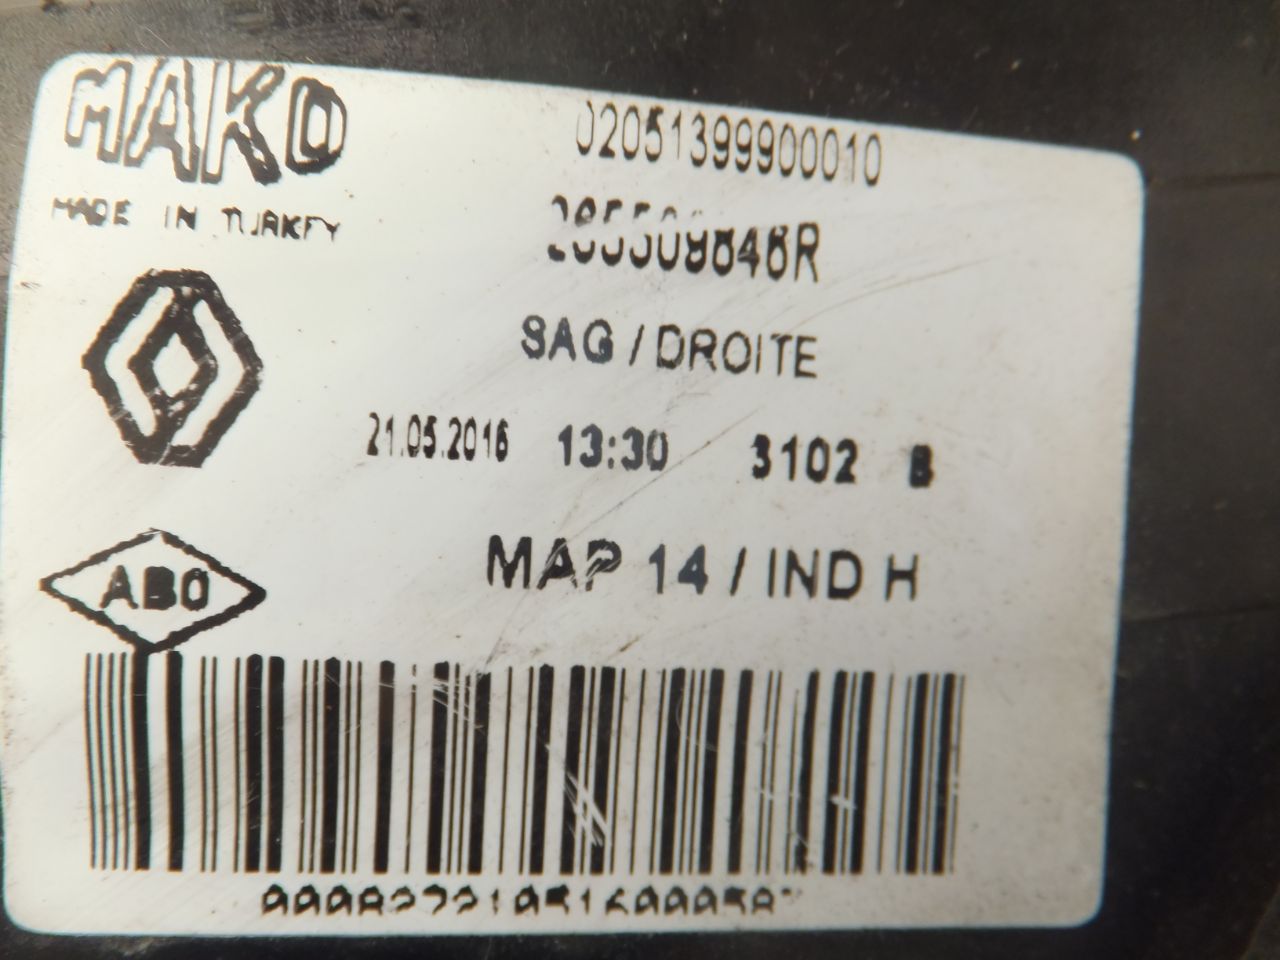 MAKO
02051399900010
MADE IN TURKEY
SAG / DROITE
21.05.2016 13:30 3102 B
MAP 14 / IND H
ABO